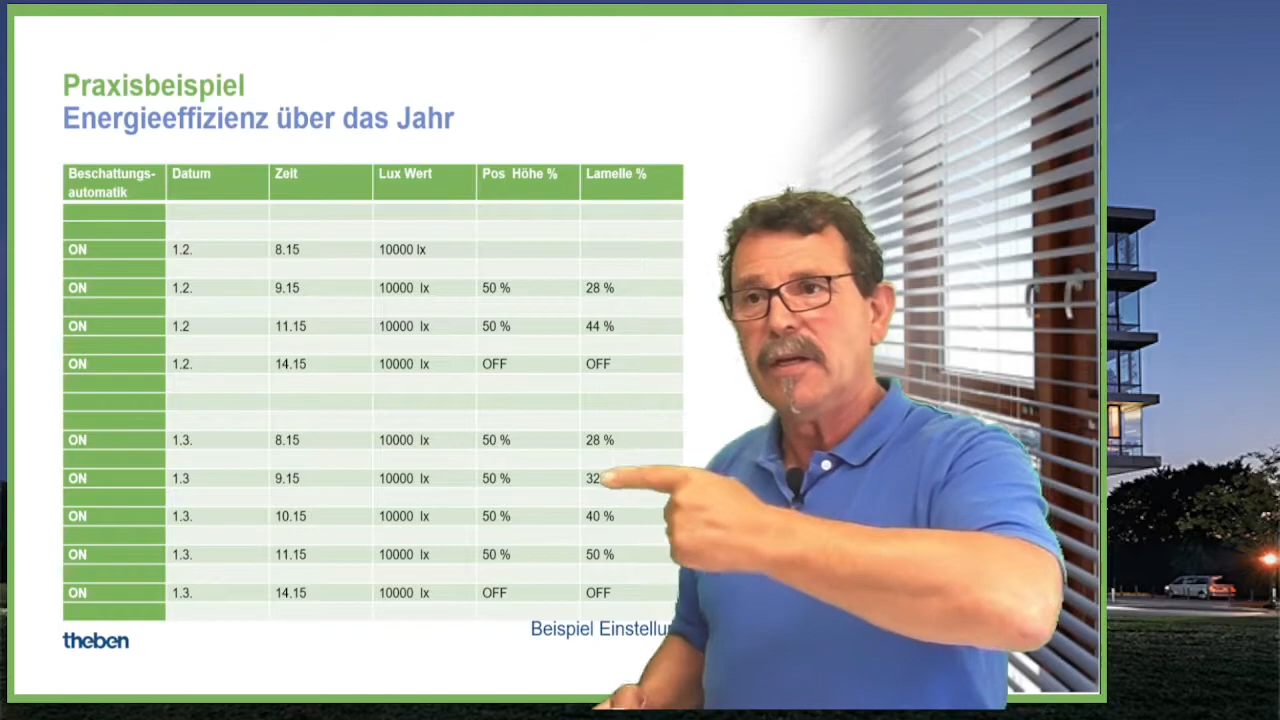 Praxisbeispiel
Energieeffizienz über das Jahr
Beschattungs-automatik Datum Zeit Lux Wert Pos Höhe % Lamelle %
ON 1.2. 8.15 10000 lx
ON 1.2. 9.15 10000 lx 50 % 28 %
ON 1.2 11.15 10000 lx 50 % 44 %
ON 1.2. 14.15 10000 lx OFF OFF
ON 1.3. 8.15 10000 lx 50 % 28 %
ON 1.3 9.15 10000 lx 50 % 32
ON 1.3. 10.15 10000 lx 50 % 40 %
ON 1.3. 11.15 10000 lx 50 % 50 %
ON 1.3. 14.15 10000 lx OFF OFF
theben
Beispiel